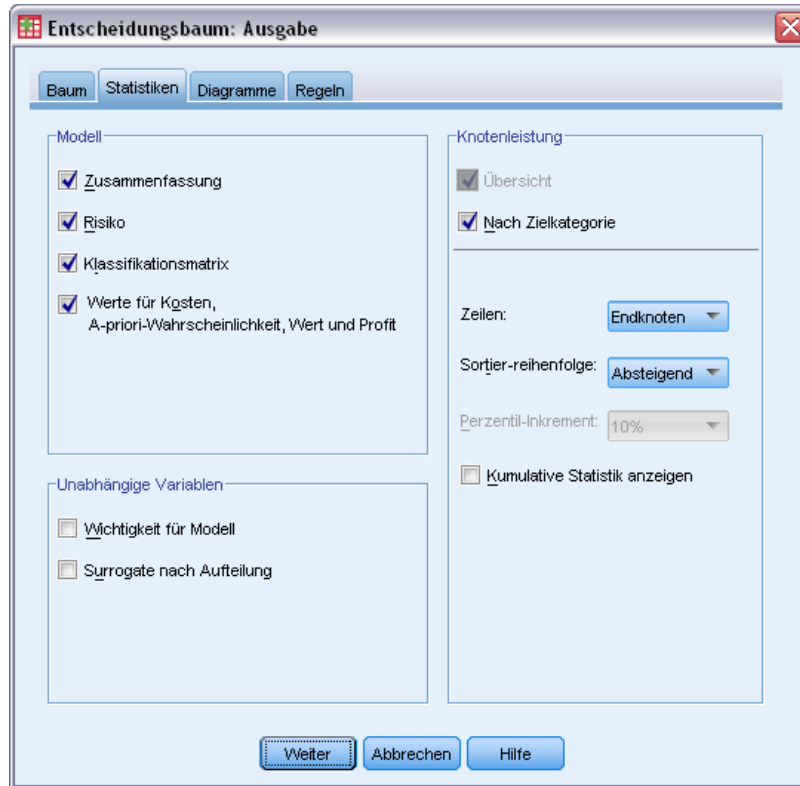 Entscheidungsbaum: Ausgabe
Baum Statistiken Diagramme Regeln
Modell
Zusammenfassung
Risiko
Klassifikationsmatrix
Werte für Kosten,
A-priori-Wahrscheinlichkeit, Wert und Profit
Unabhängige Variablen
Wichtigkeit für Modell
Surrogate nach Aufteilung
Knotenleistung
Übersicht
Nach Zielkategorie
Zeilen: Endknoten
Sortier-reihenfolge: Absteigend
Perzentil-Inkrement: 10%
Kumulative Statistik anzeigen
Weiter Abbrechen Hilfe